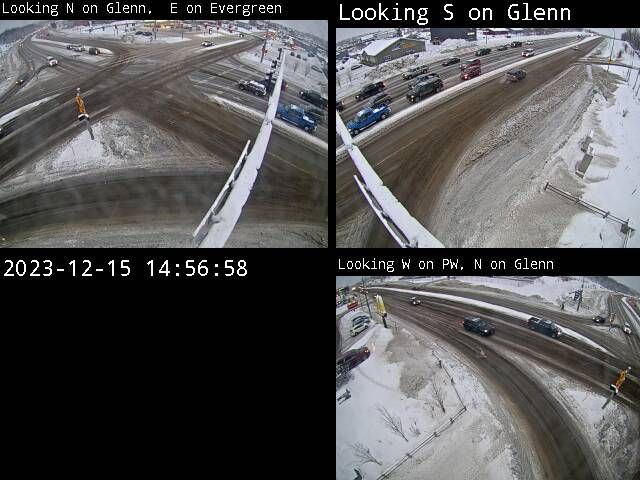 Looking N on Glenn, E on Evergreen
Looking S on Glenn
2023-12-15 14:56:58
Looking W on PW, N on Glenn